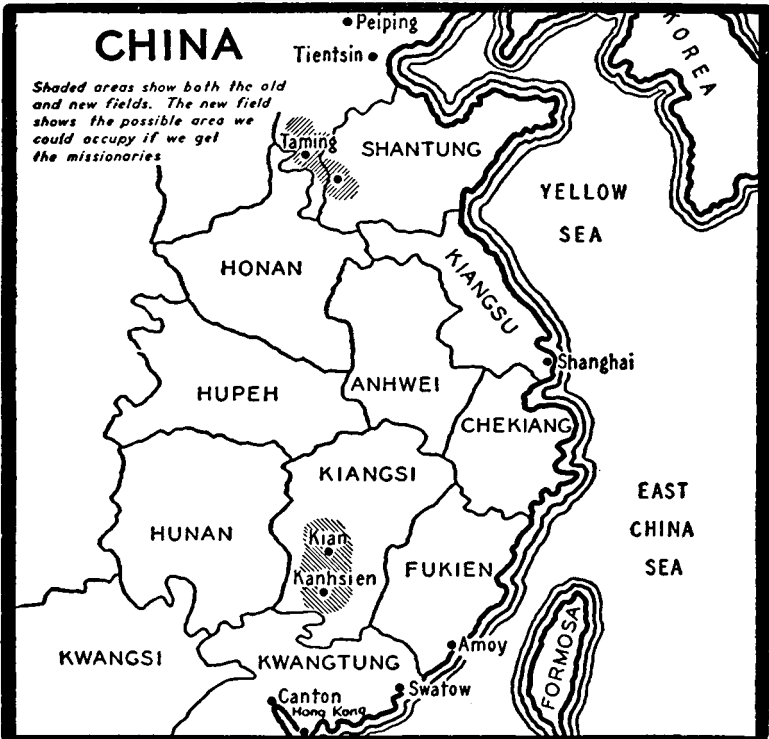 CHINA
Shaded areas show both the old
and new fields. The new field
shows the possible area we
could occupy if we get
the missionaries
Peiping
Tientsin
KOREA
Taming
SHANTUNG
YELLOW
SEA
HONAN
KIANGSU
Shanghai
HUPEH
ANHWEI
CHEKIANG
KIANGSI
EAST
CHINA
SEA
HUNAN
Kian
Kanhsien
FUKIEN
FORMOSA
Amoy
KWANGSI
KWANGTUNG
Swatow
Canton
Hong Kong